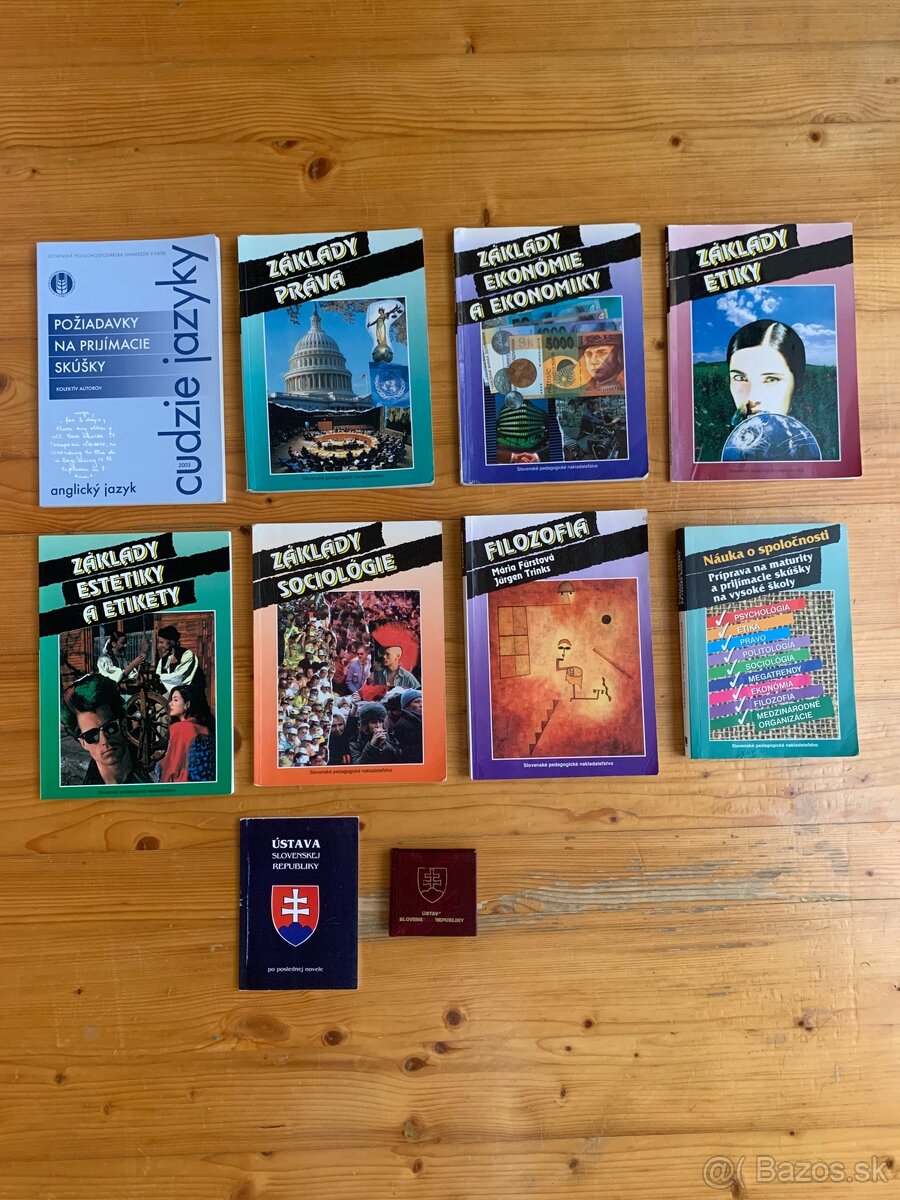 SLOVENSKÁ POĽNOHOSPODÁRSKA UNIVERZITA V NITRE
POŽIADAVKY
NA PRIJÍMACIE
SKÚŠKY
KOLEKTÍV AUTOROV
cudzie jazyky
2003
anglický jazyk
ZÁKLADY
PRÁVA
Slovenské pedagogické nakladateľstvo
ZÁKLADY
EKONÓMIE
A EKONOMIKY
5000
Slovenské pedagogické nakladateľstvo
ZÁKLADY
ETIKY
Slovenské pedagogické nakladateľstvo
ZÁKLADY
ESTETIKY
A ETIKETY
Slovenské pedagogické nakladateľstvo
ZÁKLADY
SOCIOLÓGIE
Slovenské pedagogické nakladateľstvo
FILOZOFIA
Mária Fürstová
Jürgen Trinks
Slovenské pedagogické nakladateľstvo
Náuka o spoločnosti
Príprava na maturity
a prijímacie skúšky
na vysoké školy
PSYCHOLÓGIA
ETIKA
PRÁVO
POLITOLÓGIA
SOCIOLÓGIA
MEGATRENDY
EKONÓMIA
FILOZOFIA
MEDZINÁRODNÉ
ORGANIZÁCIE
Slovenské pedagogické nakladateľstvo
ÚSTAVA
SLOVENSKEJ
REPUBLIKY
po poslednej novele
ÚSTAV
SLOVENS REPUBLIKY
@( Bazos.sk